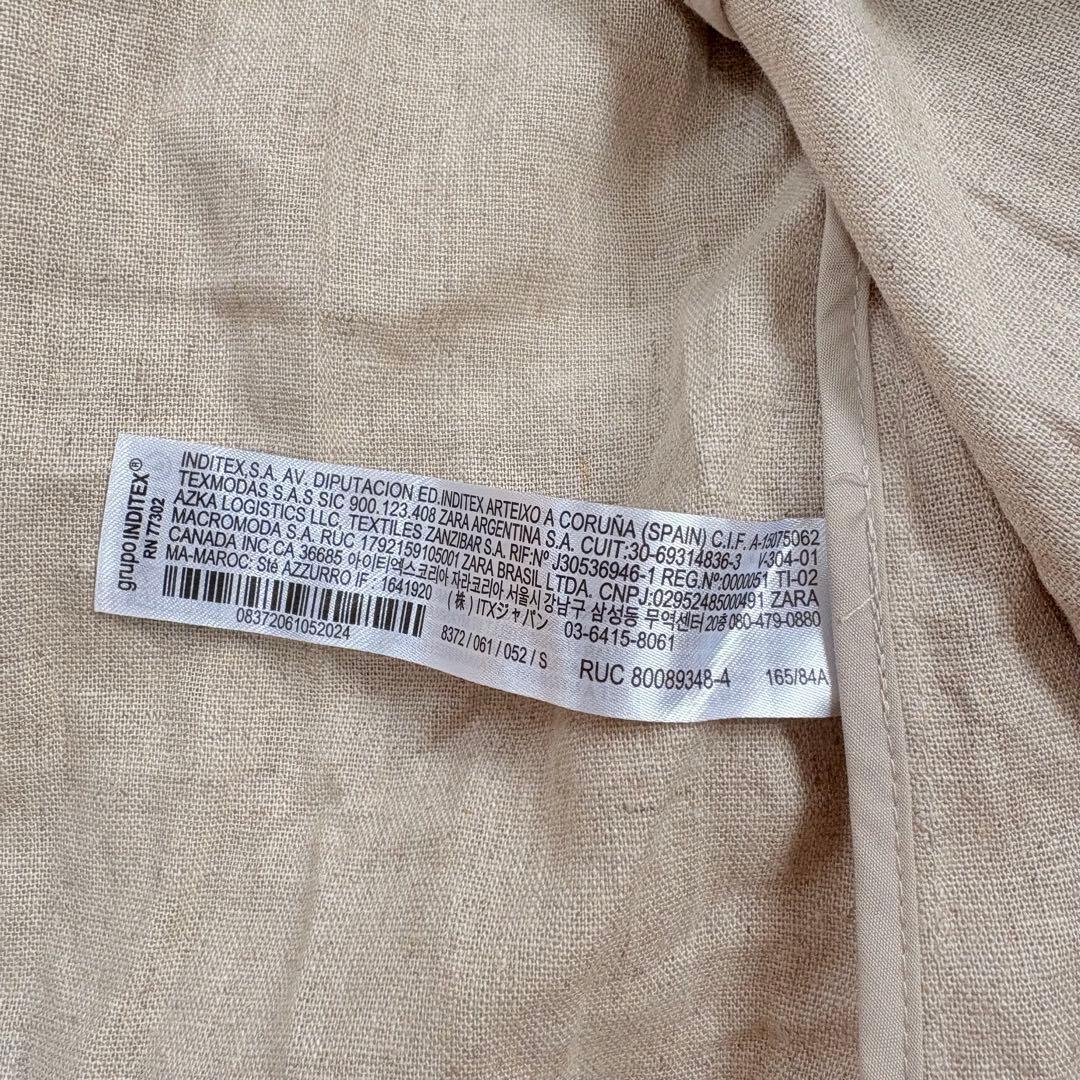 grupo INDITEX®
RN 77302
INDITEX,S.A. AV. DIPUTACION ED.INDITEX ARTEIXO A CORUÑA (SPAIN) C.I.F. A-15075062
TEXMODAS S.A.S SIC 900.123.408 ZARA ARGENTINA S.A. CUIT:30-69314836-3 V-304-01
AZKA LOGISTICS LLC, TEXTILES ZANZIBAR S.A. RIF-Nº J30536946-1 REG.Nº:0000051 TI-02
MACROMODA S.A. RUC 1792159105001 ZARA BRASIL LTDA. CNPJ:02952485000491 ZARA
CANADA INC.CA 36685 아이티엑스코리아 자라코리아 서울시 강남구 삼성동 무역센터 20층 080-479-0880
MA-MAROC: Sté AZZURRO IF : 1641920 (株) ITXジャパン 03-6415-8061
08372061052024
8372 / 061 / 052 / S
RUC 80089348-4
165/84A